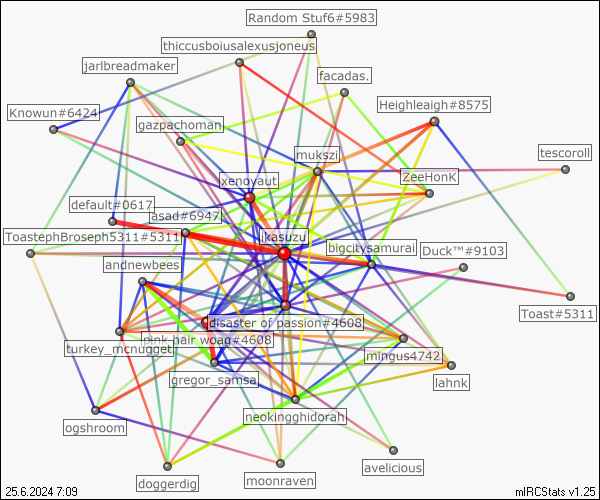 Random Stuf6#5983
thiccusboiusalexusjoneus
jarlbreadmaker
facadas.
Knowun#6424
Heighleaigh#8575
gazpachoman
mukszi
tescoroll
xenoyaut
ZeeHonK
default#0617
asad#6947
ToastephBroseph5311#5311
ikasuzu
bigcitysamurai
Duck™#9103
andnewbees
Toast#5311
disaster of passion#4608
pink hair woag#4608
turkey_mcnugget
mingus4742
gregor_samsa
lahnk
neokingghidorah
ogshroom
avelicious
doggerdig
moonraven
25.6.2024 7:09
mIRCStats v1.25